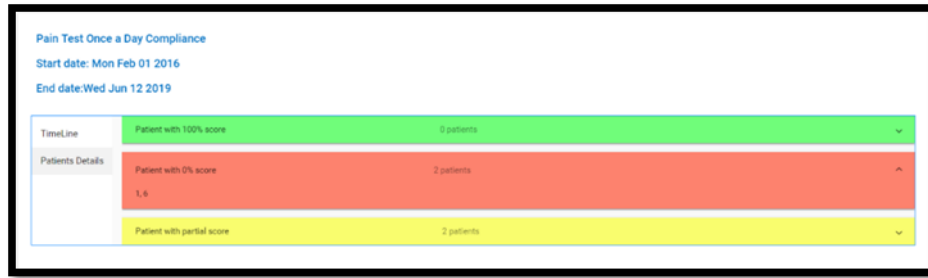 Pain Test Once a Day Compliance
Start date: Mon Feb 01 2016
End date:Wed Jun 12 2019
TimeLine
Patients Details
Patient with 100% score 0 patients
Patient with 0% score 2 patients
1, 6
Patient with partial score 2 patients